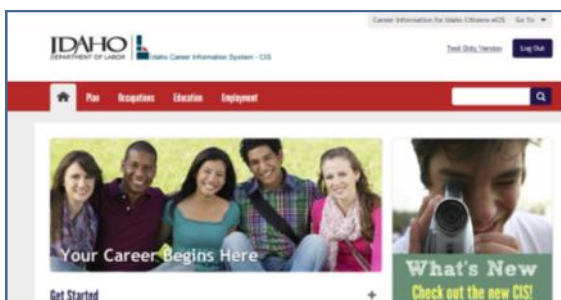 Career Information for Idaho Citizens eCIS Go To
IDAHO
DEPARTMENT OF LABOR
Idaho Career Information System - CIS
Text Only Version
Log Out
Plan Occupations Education Employment
Your Career Begins Here
What's New
Check out the new CIS!
Get Started +